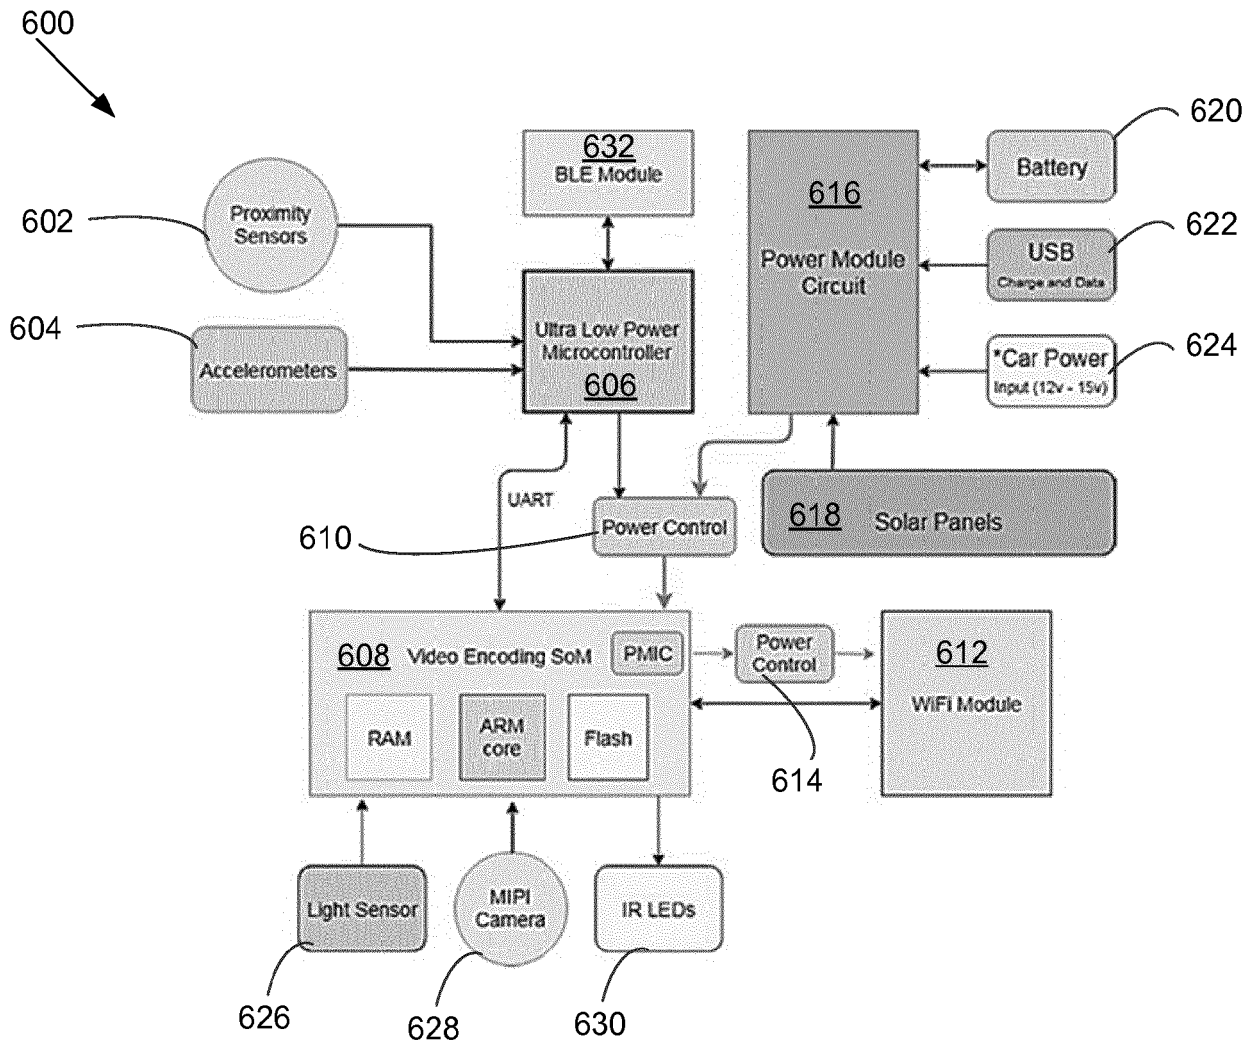 600
632
BLE Module
620
Battery
616
Power Module
Circuit
602
Proximity
Sensors
622
USB
Charge and Data
604
Accelerometers
Ultra Low Power
Microcontroller
606
624
*Car Power
Input (12v - 15v)
UART
610
Power Control
618
Solar Panels
608
Video Encoding SoM
PMIC
Power
Control
612
WiFi Module
RAM
ARM
core
Flash
614
Light Sensor
MIPI
Camera
IR LEDs
626
628
630